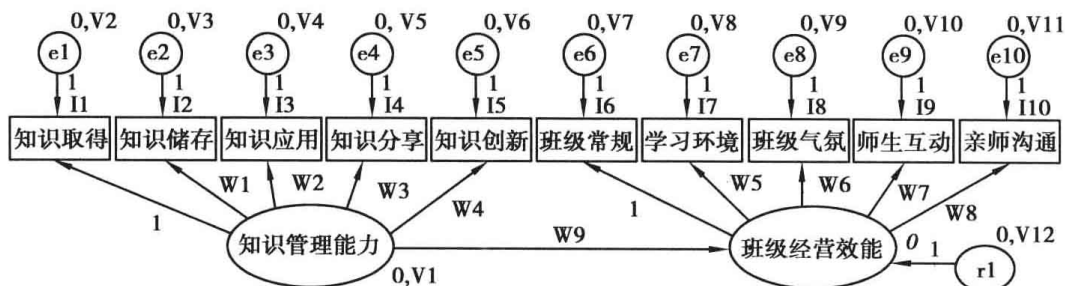 0,V2 0,V3 0,V4 0,V5 0,V6 0,V7 0,V8 0,V9 0,V10 0,V11
e1 e2 e3 e4 e5 e6 e7 e8 e9 e10
1 1 1 1 1 1 1 1 1 1
I1 I2 I3 I4 I5 I6 I7 I8 I9 I10
知识取得 知识储存 知识应用 知识分享 知识创新 班级常规 学习环境 班级气氛 师生互动 亲师沟通
1 W1 W2 W3 W4 1 W5 W6 W7 W8
知识管理能力 W9 班级经营效能 0 1 0,V12
0,V1 r1